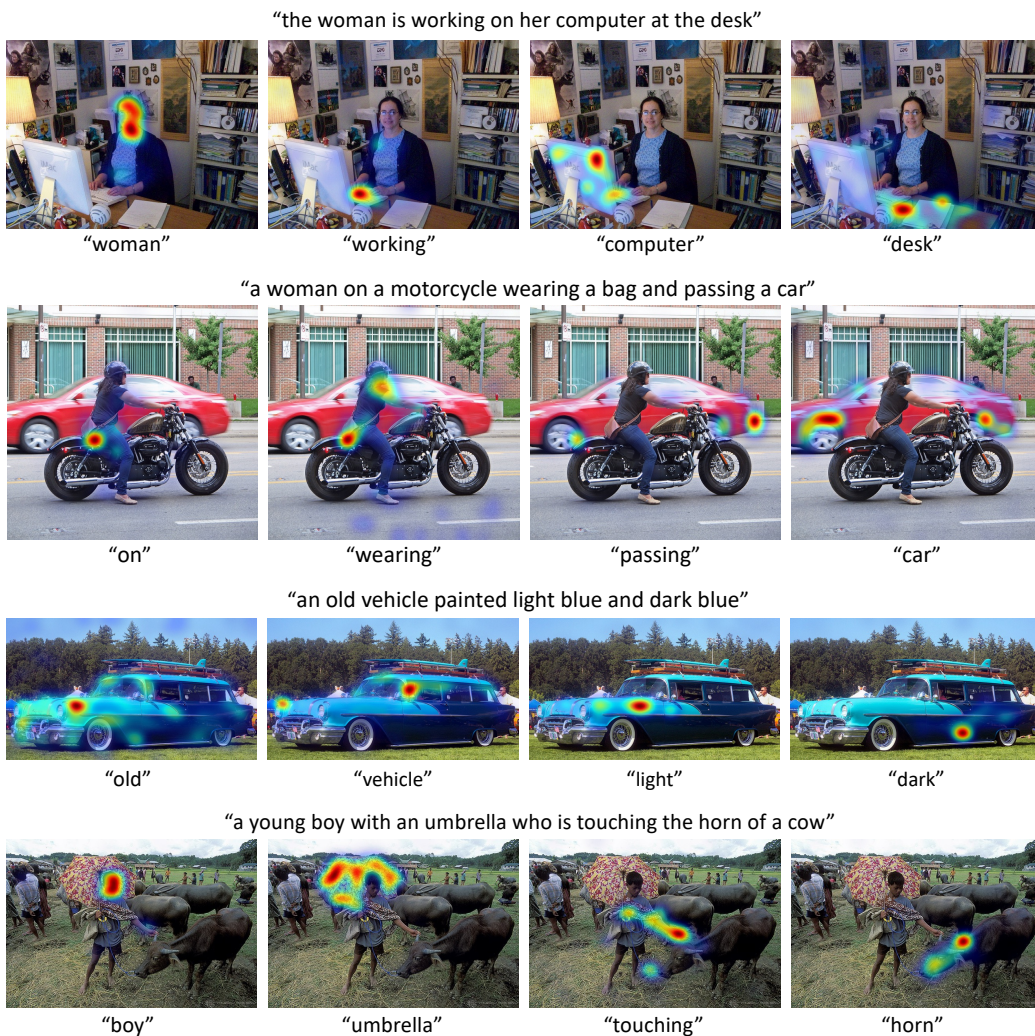 “the woman is working on her computer at the desk”
“woman” “working” “computer” “desk”
“a woman on a motorcycle wearing a bag and passing a car”
“on” “wearing” “passing” “car”
“an old vehicle painted light blue and dark blue”
“old” “vehicle” “light” “dark”
“a young boy with an umbrella who is touching the horn of a cow”
“boy” “umbrella” “touching” “horn”